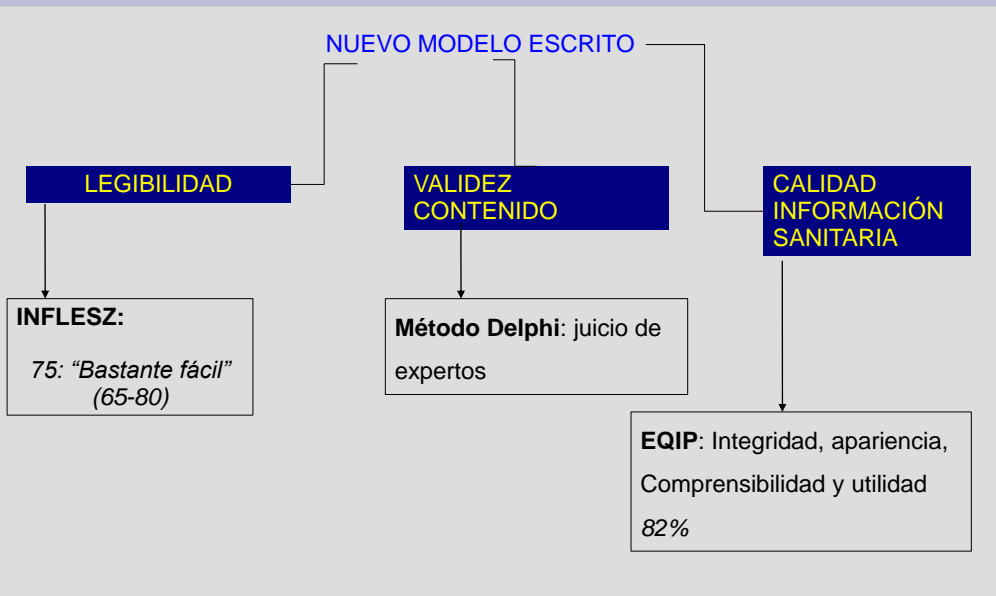 NUEVO MODELO ESCRITO
LEGIBILIDAD
INFLESZ:
75: “Bastante fácil”
(65-80)
VALIDEZ
CONTENIDO
Método Delphi: juicio de
expertos
CALIDAD
INFORMACIÓN
SANITARIA
EQIP: Integridad, apariencia,
Comprensibilidad y utilidad
82%